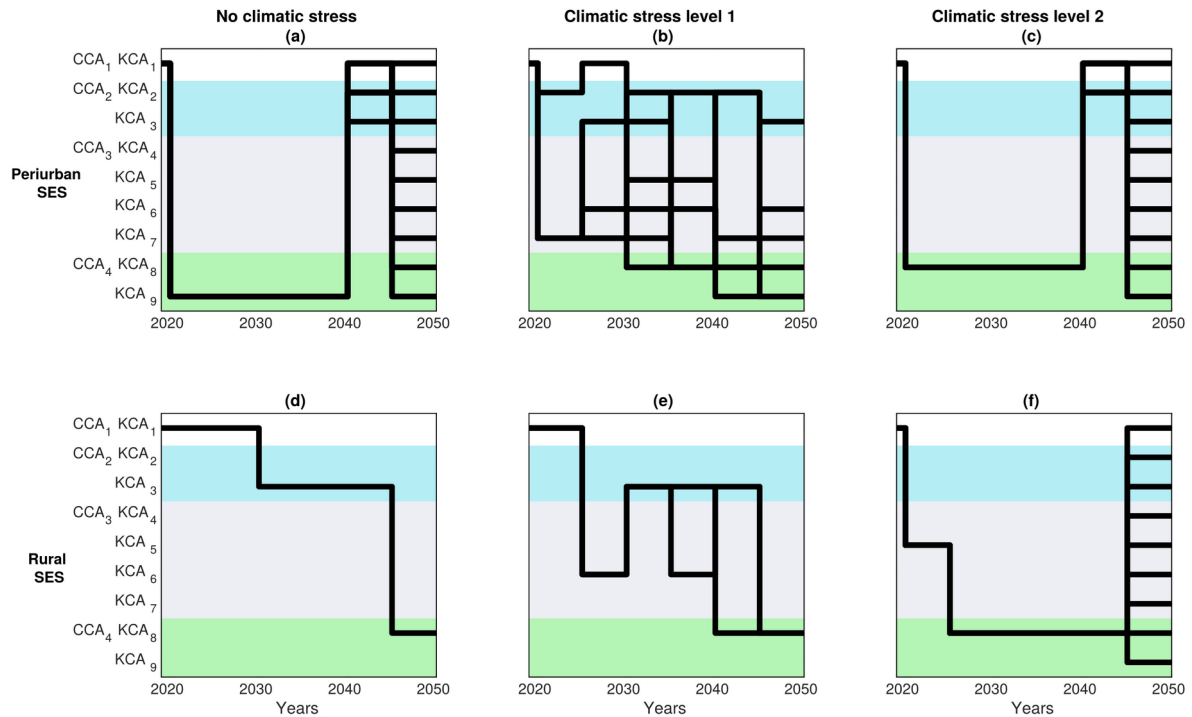 No climatic stress
Climatic stress level 1
Climatic stress level 2
(a)
(b)
(c)
CCA1 KCA1
CCA2 KCA2
KCA3
CCA3 KCA4
KCA5
KCA6
KCA7
CCA4 KCA8
KCA9
Periurban
SES
2020 2030 2040 2050
2020 2030 2040 2050
2020 2030 2040 2050
(d)
(e)
(f)
CCA1 KCA1
CCA2 KCA2
KCA3
CCA3 KCA4
KCA5
KCA6
KCA7
CCA4 KCA8
KCA9
Rural
SES
2020 2030 2040 2050
2020 2030 2040 2050
2020 2030 2040 2050
Years
Years
Years